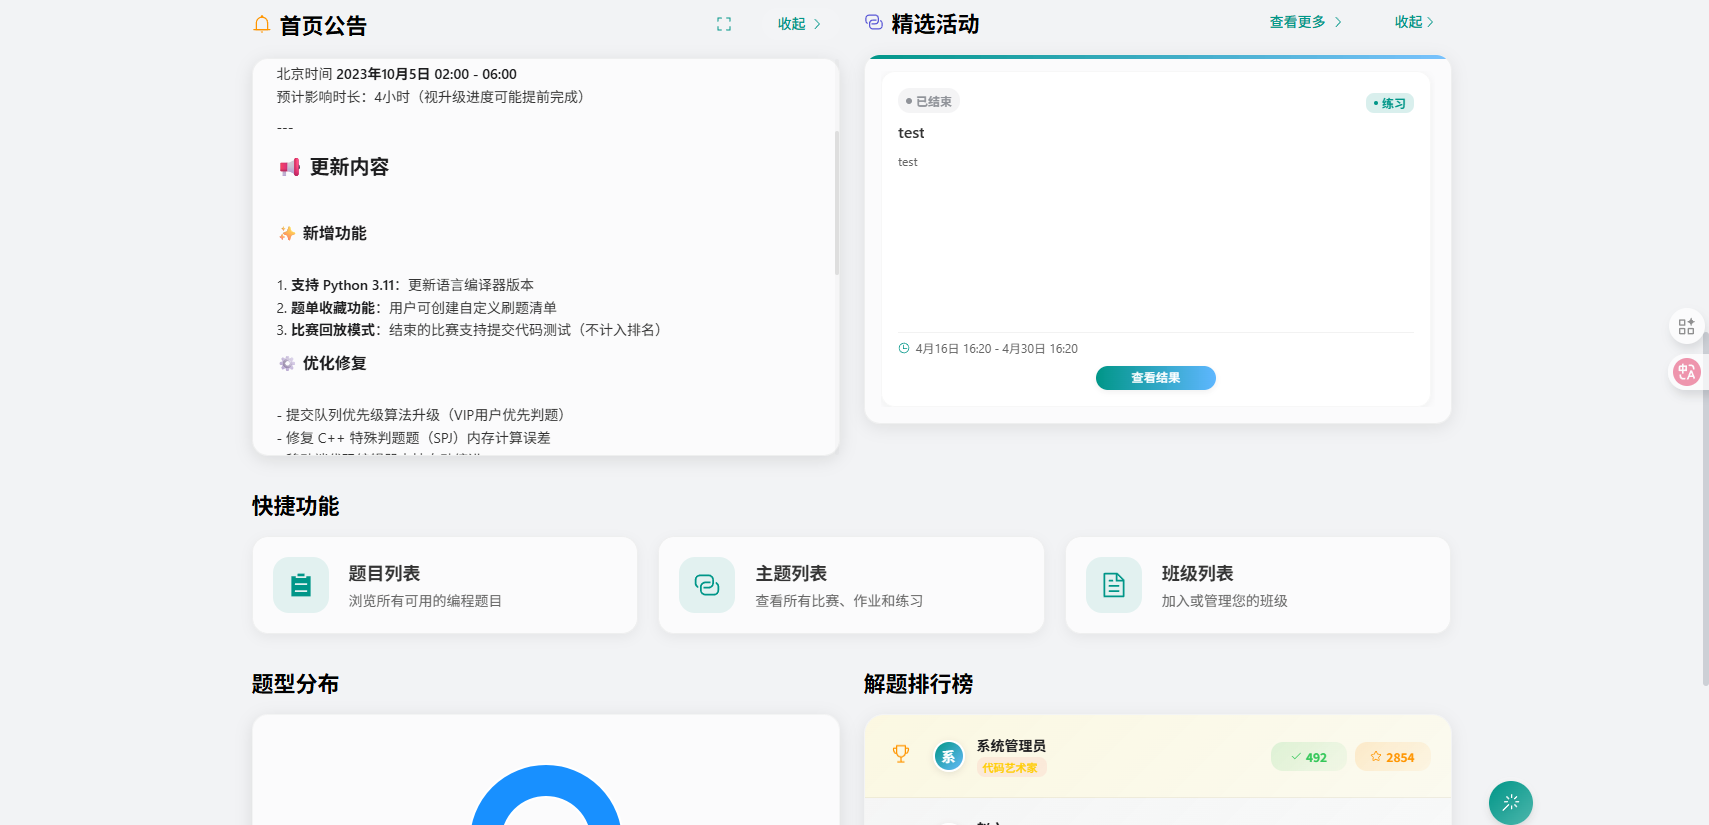 首页公告
收起
北京时间 2023年10月5日 02:00 - 06:00
预计影响时长：4小时（视升级进度可能提前完成）
---
更新内容
新增功能
1. 支持 Python 3.11：更新语言编译器版本
2. 题单收藏功能：用户可创建自定义刷题清单
3. 比赛回放模式：结束的比赛支持提交代码测试（不计入排名）
优化修复
- 提交队列优先级算法升级（VIP用户优先判题）
- 修复 C++ 特殊判题题（SPJ）内存计算误差
精选活动
查看更多
收起
已结束
练习
test
test
4月16日 16:20 - 4月30日 16:20
查看结果
快捷功能
题目列表
浏览所有可用的编程题目
主题列表
查看所有比赛、作业和练习
班级列表
加入或管理您的班级
题型分布
解题排行榜
系
系统管理员
代码艺术家
492
2854